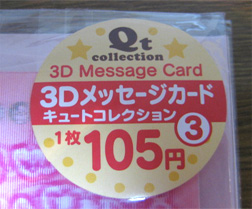 Qt
collection
3D Message Card
3Dメッセージカード
キュートコレクション
③
1枚105円